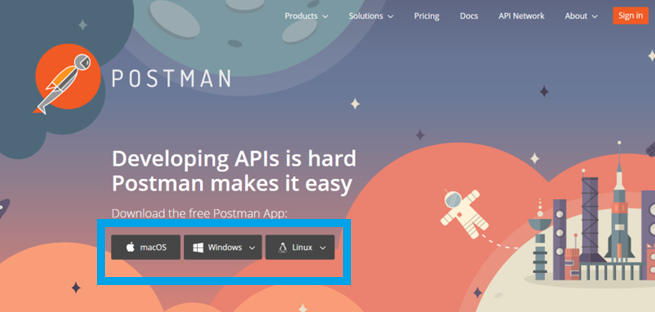 Products Solutions Pricing Docs API Network About Sign in
POSTMAN
Developing APIs is hard
Postman makes it easy
Download the free Postman App:
macOS Windows Linux